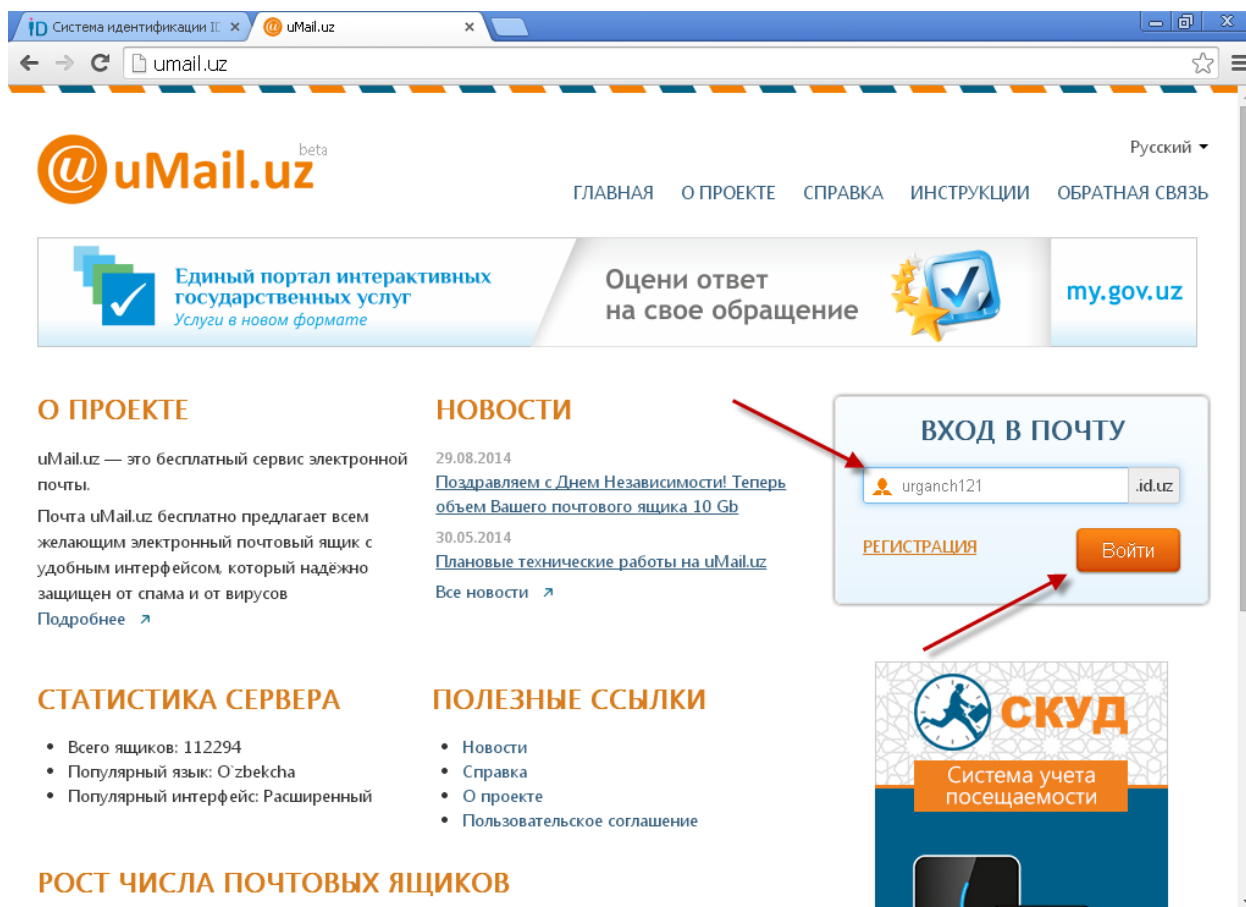 Система идентификации ID
uMail.uz
umail.uz
uMail.uz
beta
Русский
ГЛАВНАЯ О ПРОЕКТЕ СПРАВКА ИНСТРУКЦИИ ОБРАТНАЯ СВЯЗЬ
Единый портал интерактивных
государственных услуг
Услуги в новом формате
Оцени ответ
на свое обращение
my.gov.uz
О ПРОЕКТЕ
uMail.uz — это бесплатный сервис электронной
почты.
Почта uMail.uz бесплатно предлагает всем
желающим электронный почтовый ящик с
удобным интерфейсом, который надёжно
защищен от спама и от вирусов
Подробнее
НОВОСТИ
29.08.2014
Поздравляем с Днем Независимости! Теперь
объем Вашего почтового ящика 10 Gb
30.05.2014
Плановые технические работы на uMail.uz
Все новости
ВХОД В ПОЧТУ
urganch121
.id.uz
РЕГИСТРАЦИЯ
Войти
СТАТИСТИКА СЕРВЕРА
Всего ящиков: 112294
Популярный язык: O`zbekcha
Популярный интерфейс: Расширенный
ПОЛЕЗНЫЕ ССЫЛКИ
Новости
Справка
О проекте
Пользовательское соглашение
СКУД
Система учета
посещаемости
РОСТ ЧИСЛА ПОЧТОВЫХ ЯЩИКОВ